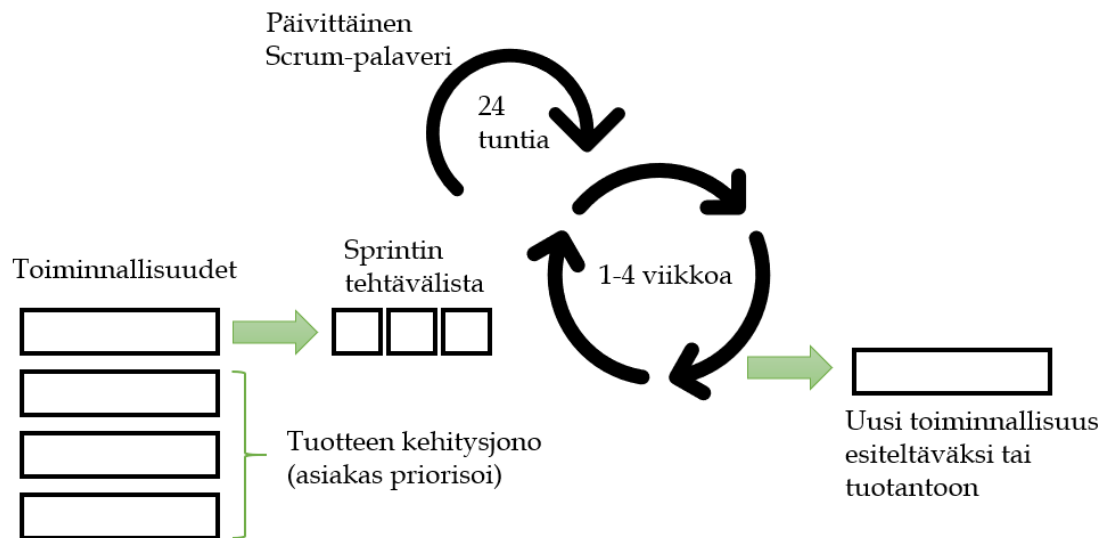 Päivittäinen
Scrum-palaveri
24
tuntia
Toiminnallisuudet
Sprintin
tehtävälista
1-4 viikkoa
Tuotteen kehitysjono
(asiakas priorisoi)
Uusi toiminnallisuus
esiteltäväksi tai
tuotantoon